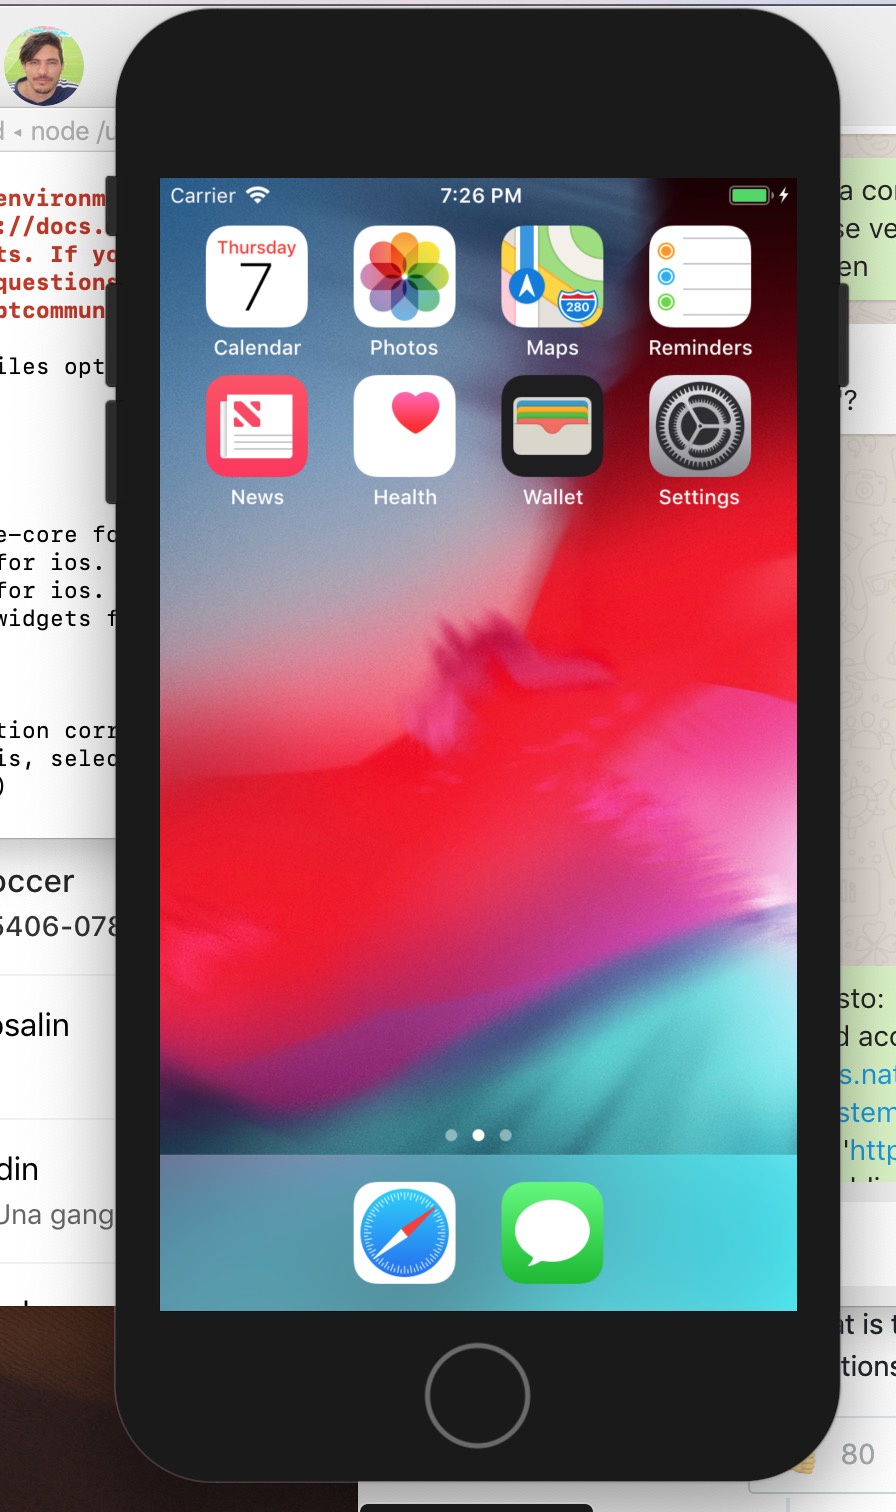 node /u
environm
://docs.
ts. If yo
questions
otcommun
iles opt
e-core fo
for ios.
for ios.
widgets f
tion corr
is, selec
)
occer
5406-078
osalin
din
Una gang
Carrier
7:26 PM
Thursday
7
280
Calendar
Photos
Maps
Reminders
News
Health
Wallet
Settings
a co
se ve
en
'?
sto:
d acc
s.nat
stem
'http
at is t
tions
80